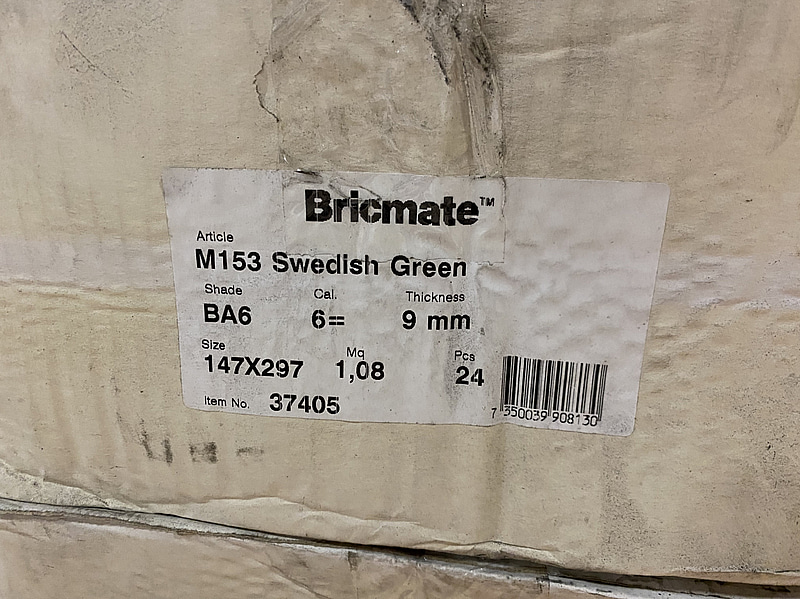 Bricmate™
Article
M153 Swedish Green
Shade Cal. Thickness
BA6 6== 9 mm
Size Mq Pcs
147X297 1,08 24
Item No. 37405
7 350039 908130